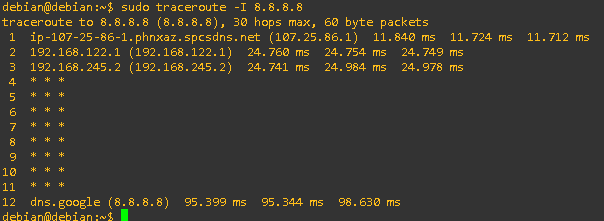 debian@debian:~$ sudo traceroute -I 8.8.8.8
traceroute to 8.8.8.8 (8.8.8.8), 30 hops max, 60 byte packets
1 ip-107-25-86-1.phnxaz.spcsdns.net (107.25.86.1) 11.840 ms 11.724 ms 11.712 ms
2 192.168.122.1 (192.168.122.1) 24.760 ms 24.754 ms 24.749 ms
3 192.168.245.2 (192.168.245.2) 24.741 ms 24.984 ms 24.978 ms
4 * * *
5 * * *
6 * * *
7 * * *
8 * * *
9 * * *
10 * * *
11 * * *
12 dns.google (8.8.8.8) 95.399 ms 95.344 ms 98.630 ms
debian@debian:~$